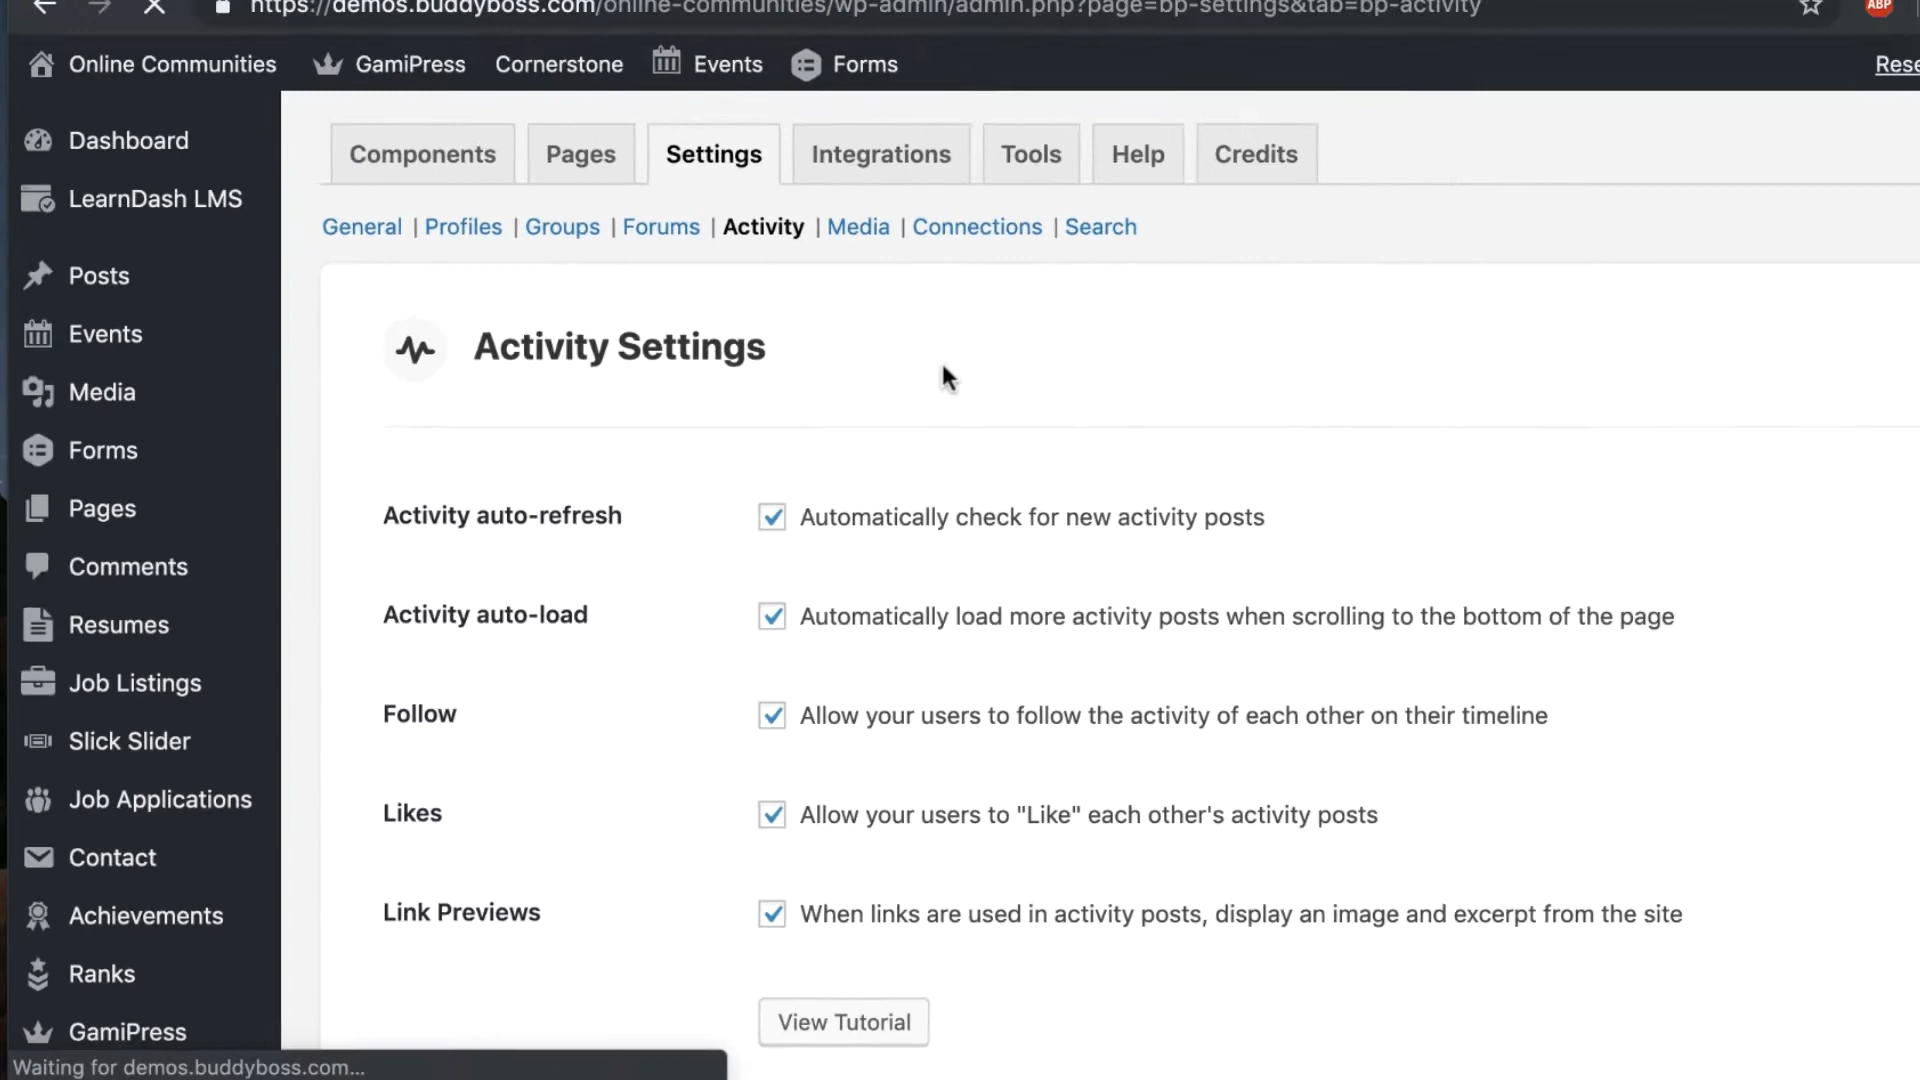 https://demos.buddyboss.com/online-communities/wp-admin/admin.php?page=bp-settings&tab=bp-activity
ABP
Online Communities GamiPress Cornerstone Events Forms Rese
Dashboard
LearnDash LMS
Posts
Events
Media
Forms
Pages
Comments
Resumes
Job Listings
Slick Slider
Job Applications
Contact
Achievements
Ranks
GamiPress
Components Pages Settings Integrations Tools Help Credits
General | Profiles | Groups | Forums | Activity | Media | Connections | Search
Activity Settings
Activity auto-refresh Automatically check for new activity posts
Activity auto-load Automatically load more activity posts when scrolling to the bottom of the page
Follow Allow your users to follow the activity of each other on their timeline
Likes Allow your users to "Like" each other's activity posts
Link Previews When links are used in activity posts, display an image and excerpt from the site
View Tutorial
Waiting for demos.buddyboss.com...